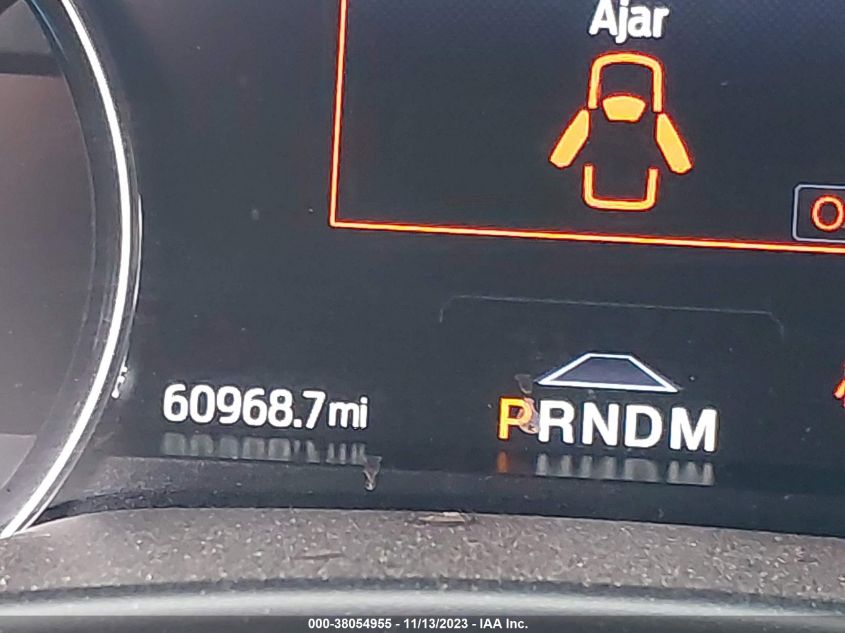 Ajar
60968.7mi
PRNDM
000-38054955 - 11/13/2023 - IAA Inc.